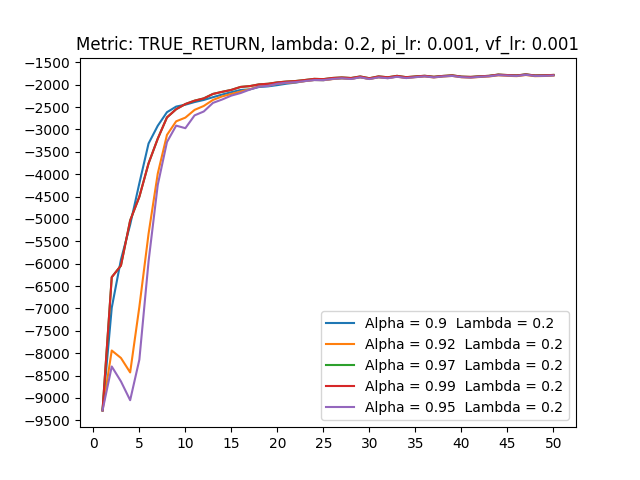 Metric: TRUE_RETURN, lambda: 0.2, pi_lr: 0.001, vf_lr: 0.001
−1500
−2000
−2500
−3000
−3500
−4000
−4500
−5000
−5500
−6000
−6500
−7000
−7500
−8000
−8500
−9000
−9500
Alpha = 0.9  Lambda = 0.2
Alpha = 0.92  Lambda = 0.2
Alpha = 0.97  Lambda = 0.2
Alpha = 0.99  Lambda = 0.2
Alpha = 0.95  Lambda = 0.2
0 5 10 15 20 25 30 35 40 45 50